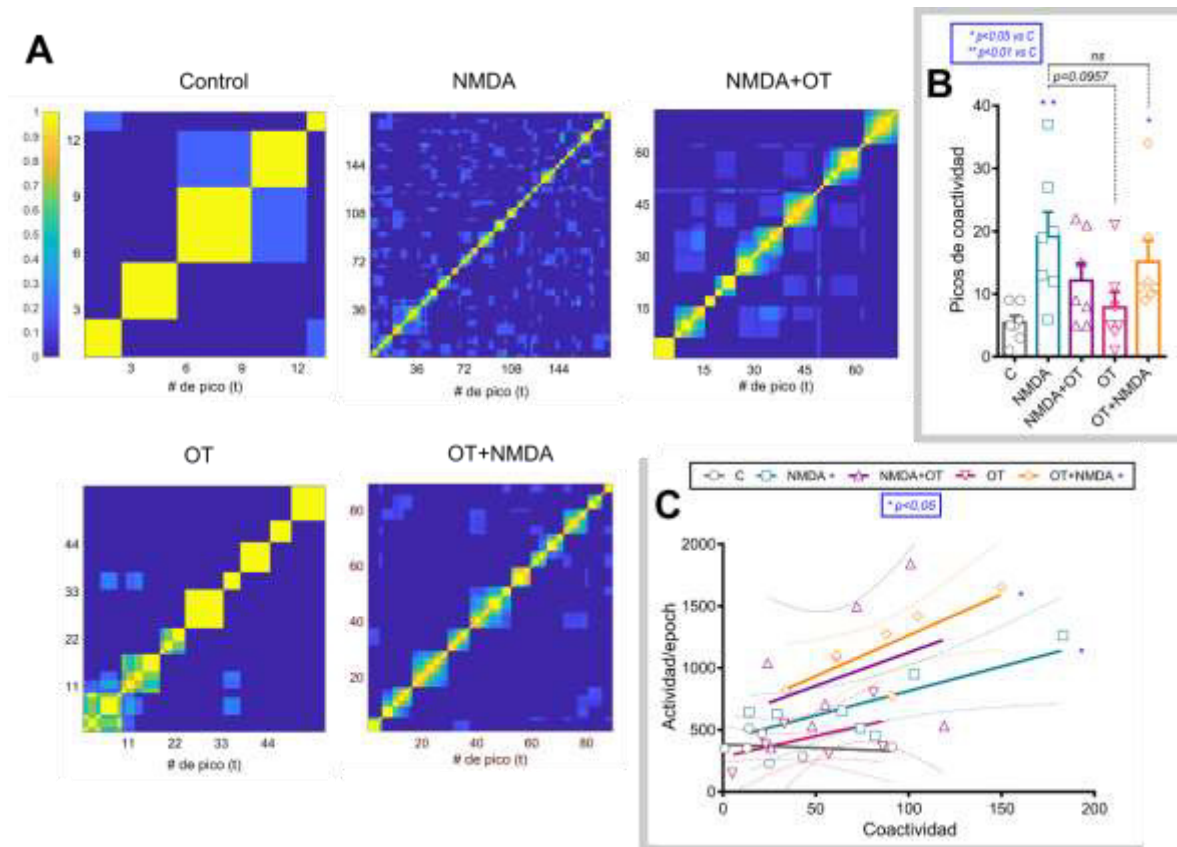 A
Control
NMDA
NMDA+OT
1
0.9
0.8
0.7
0.6
0.5
0.4
0.3
0.2
0.1
0
12
9
6
3
3 6 9 12
# de pico (t)
144
108
72
36
36 72 108 144
# de pico (t)
60
45
30
15
15 30 45 60
# de pico (t)
OT
OT+NMDA
44
33
22
11
11 22 33 44
# de pico (t)
80
60
40
20
20 40 60 80
# de pico (t)
* p<0.05 vs C
** p<0.01 vs C
B
ns
p=0.0957
**
*
Picos de coactividad
40
30
20
10
0
C
NMDA
NMDA+OT
OT
OT+NMDA
C NMDA * NMDA+OT OT OT+NMDA *
C
* p<0.05
Actividad/epoch
2000
1500
1000
500
0
*
*
0 50 100 150 200
Coactividad